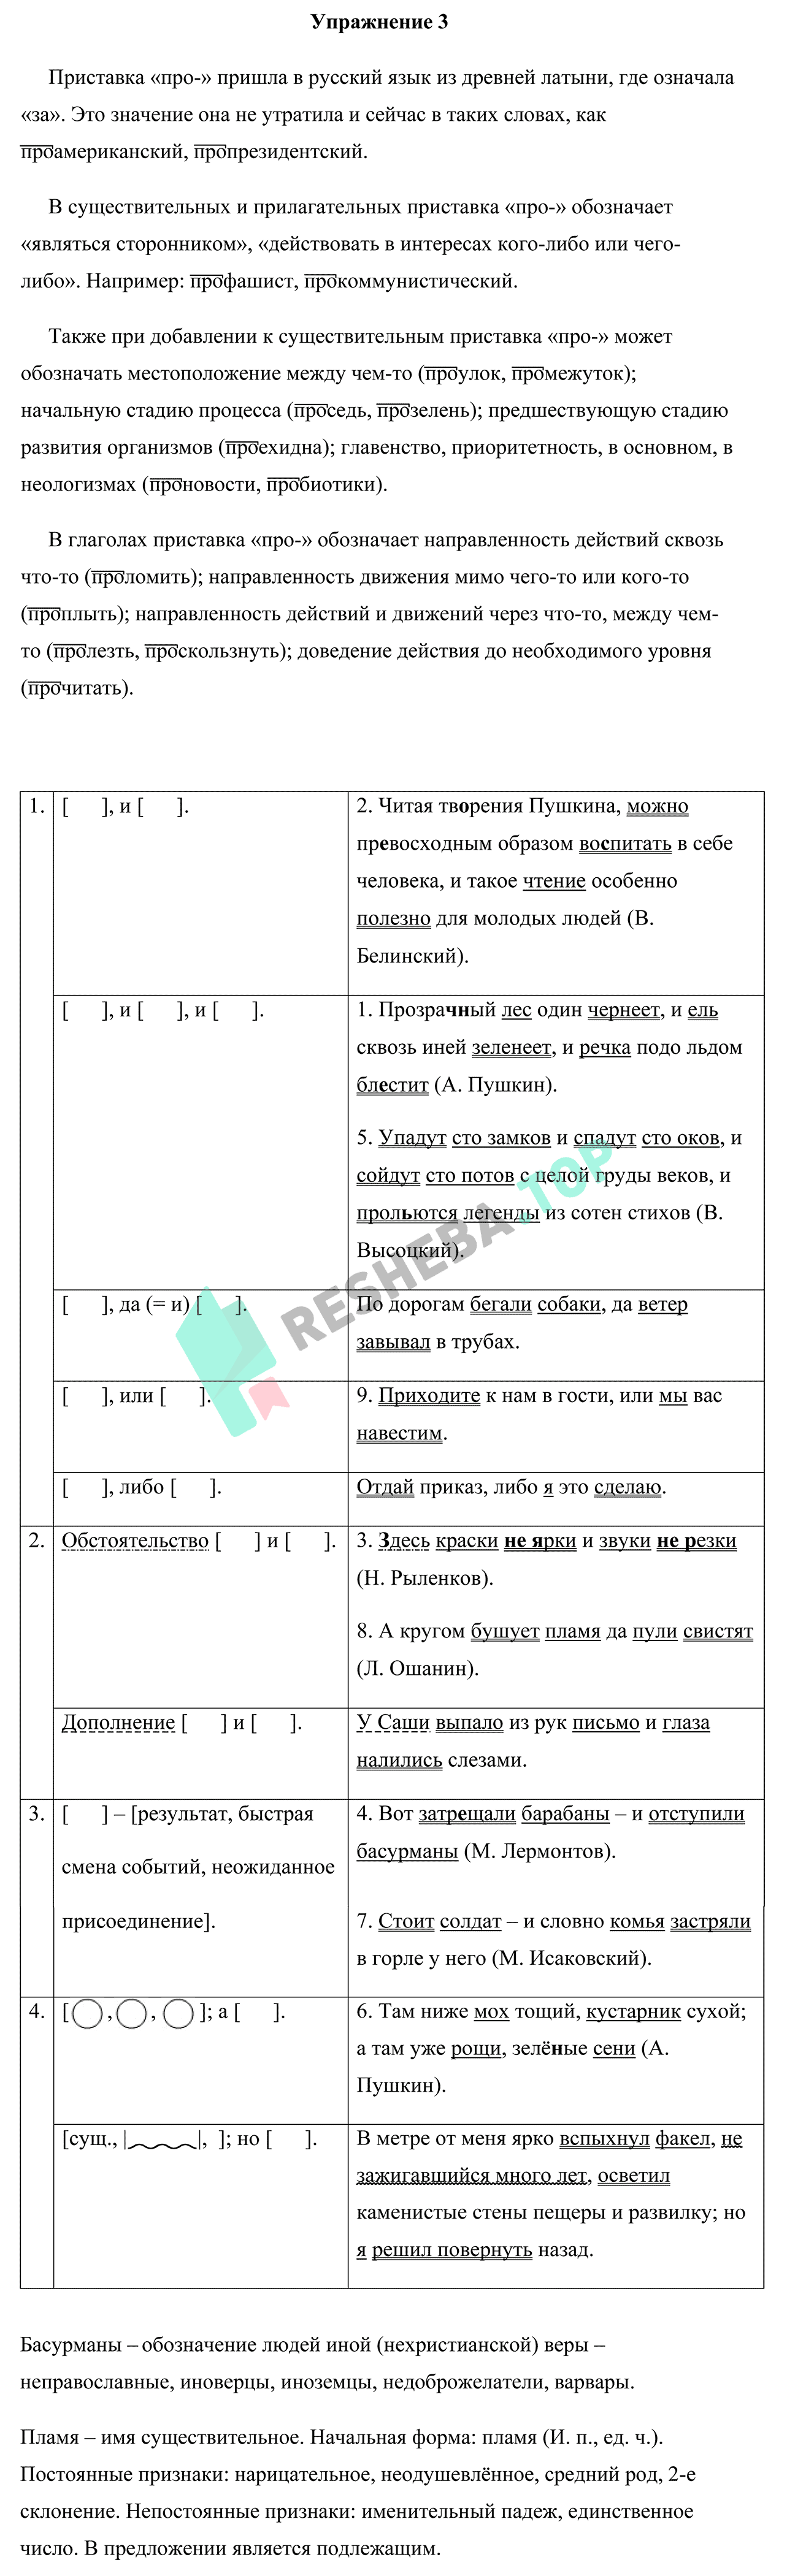 Упражнение 3
Приставка «про-» пришла в русский язык из древней латыни, где означала
«за». Это значение она не утратила и сейчас в таких словах, как
проамериканский, пропрезидентский.
В существительных и прилагательных приставка «про-» обозначает
«являться сторонником», «действовать в интересах кого-либо или чего-
либо». Например: профашист, прокоммунистический.
Также при добавлении к существительным приставка «про-» может
обозначать местоположение между чем-то (проулок, промежуток);
начальную стадию процесса (проседь, прозелень); предшествующую стадию
развития организмов (проехидна); главенство, приоритетность, в основном, в
неологизмах (проновости, пробиотики).
В глаголах приставка «про-» обозначает направленность действий сквозь
что-то (проломить); направленность движения мимо чего-то или кого-то
(проплыть); направленность действий и движений через что-то, между чем-
то (пролезть, проскользнуть); доведение действия до необходимого уровня
(прочитать).
1.
[ ], и [ ].
2. Читая творения Пушкина, можно
превосходным образом воспитать в себе
человека, и такое чтение особенно
полезно для молодых людей (В.
Белинский).
[ ], и [ ], и [ ].
1. Прозрачный лес один чернеет, и ель
сквозь иней зеленеет, и речка подо льдом
блестит (А. Пушкин).
5. Упадут сто замков и спадут сто оков, и
сойдут сто потов с целой груды веков, и
прольются легенды из сотен стихов (В.
Высоцкий).
[ ], да (= и) [ ].
По дорогам бегали собаки, да ветер
завывал в трубах.
[ ], или [ ].
9. Приходите к нам в гости, или мы вас
навестим.
[ ], либо [ ].
Отдай приказ, либо я это сделаю.
2.
Обстоятельство [ ] и [ ].
3. Здесь краски не ярки и звуки не резки
(Н. Рыленков).
8. А кругом бушует пламя да пули свистят
(Л. Ошанин).
Дополнение [ ] и [ ].
У Саши выпало из рук письмо и глаза
налились слезами.
3.
[ ] – [результат, быстрая
смена событий, неожиданное
присоединение].
4. Вот затрещали барабаны – и отступили
басурманы (М. Лермонтов).
7. Стоит солдат – и словно комья застряли
в горле у него (М. Исаковский).
4.
[ , , ]; а [ ].
6. Там ниже мох тощий, кустарник сухой;
а там уже рощи, зелёные сени (А.
Пушкин).
[сущ., | |, ]; но [ ].
В метре от меня ярко вспыхнул факел, не
зажигавшийся много лет, осветил
каменистые стены пещеры и развилку; но
я решил повернуть назад.
RESHEBA.TOP
Басурманы – обозначение людей иной (нехристианской) веры –
неправославные, иноверцы, иноземцы, недоброжелатели, варвары.
Пламя – имя существительное. Начальная форма: пламя (И. п., ед. ч.).
Постоянные признаки: нарицательное, неодушевлённое, средний род, 2-е
склонение. Непостоянные признаки: именительный падеж, единственное
число. В предложении является подлежащим.